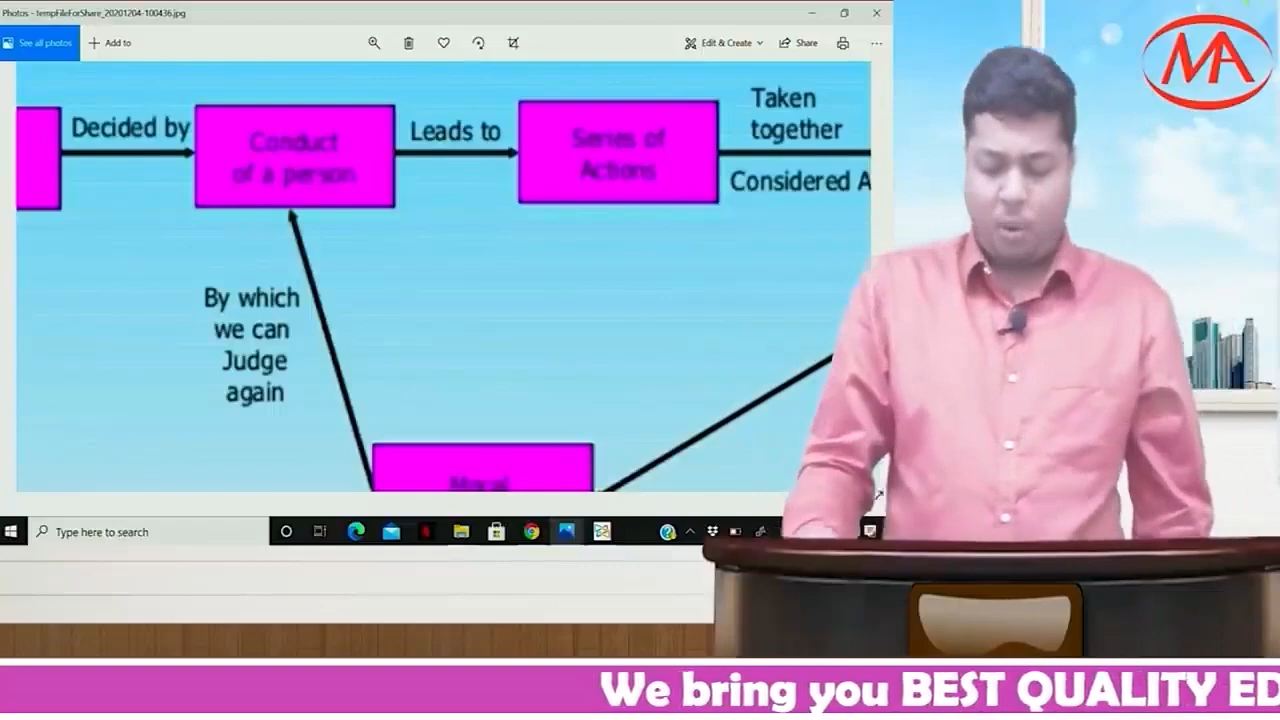 Photos - tempFileForShare_20201204-100436.jpg
See all photos
Add to
Edit & Create
Share
Decided by
Conduct
of a person
Leads to
Series of
Actions
Taken
together
Considered A
By which
we can
Judge
again
Moral
Type here to search
MA
We bring you BEST QUALITY ED